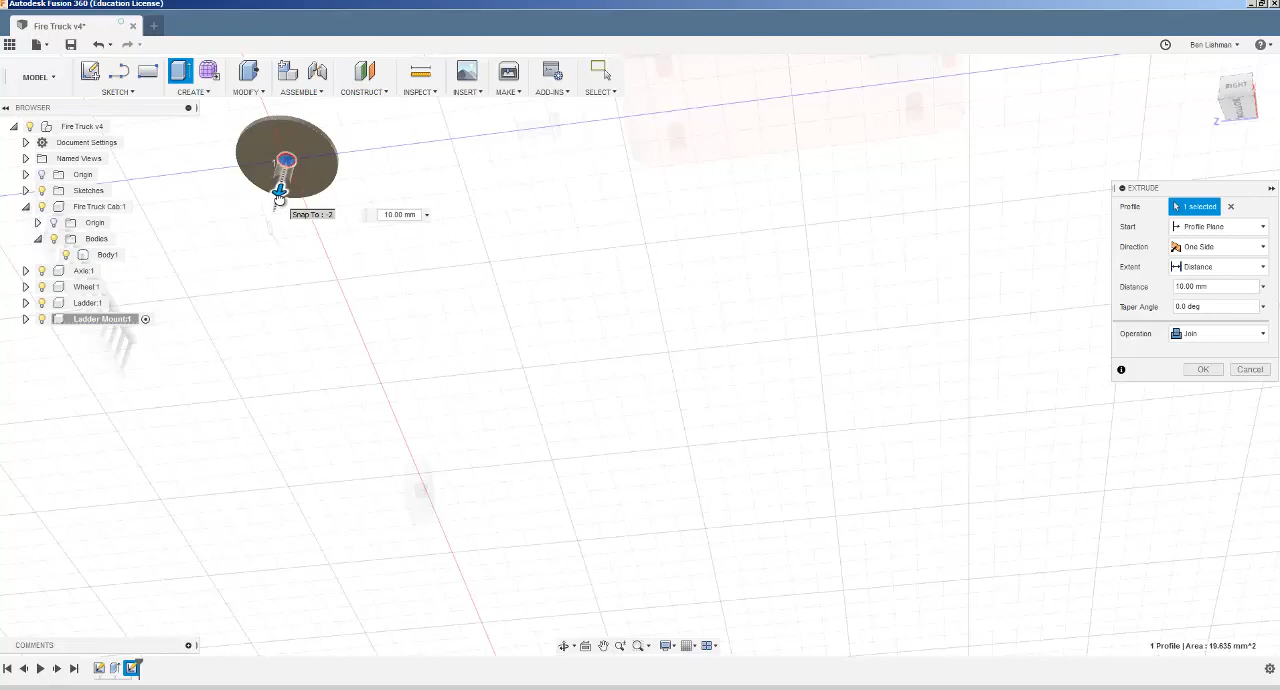 Autodesk Fusion 360 (Education License)
Fire Truck v4*
Ben Lishman
MODEL
SKETCH
CREATE
MODIFY
ASSEMBLE
CONSTRUCT
INSPECT
INSERT
MAKE
ADD-INS
SELECT
BROWSER
Fire Truck v4
Document Settings
Named Views
Origin
Sketches
Fire Truck Cab:1
Origin
Bodies
Body1
Axle:1
Wheel:1
Ladder:1
Ladder Mount:1
Snap To : -2
10.00 mm
RIGHT
Z
EXTRUDE
Profile 1 selected
Start Profile Plane
Direction One Side
Extent Distance
Distance 10.00 mm
Taper Angle 0.0 deg
Operation Join
OK Cancel
COMMENTS
1 Profile | Area : 19.635 mm^2